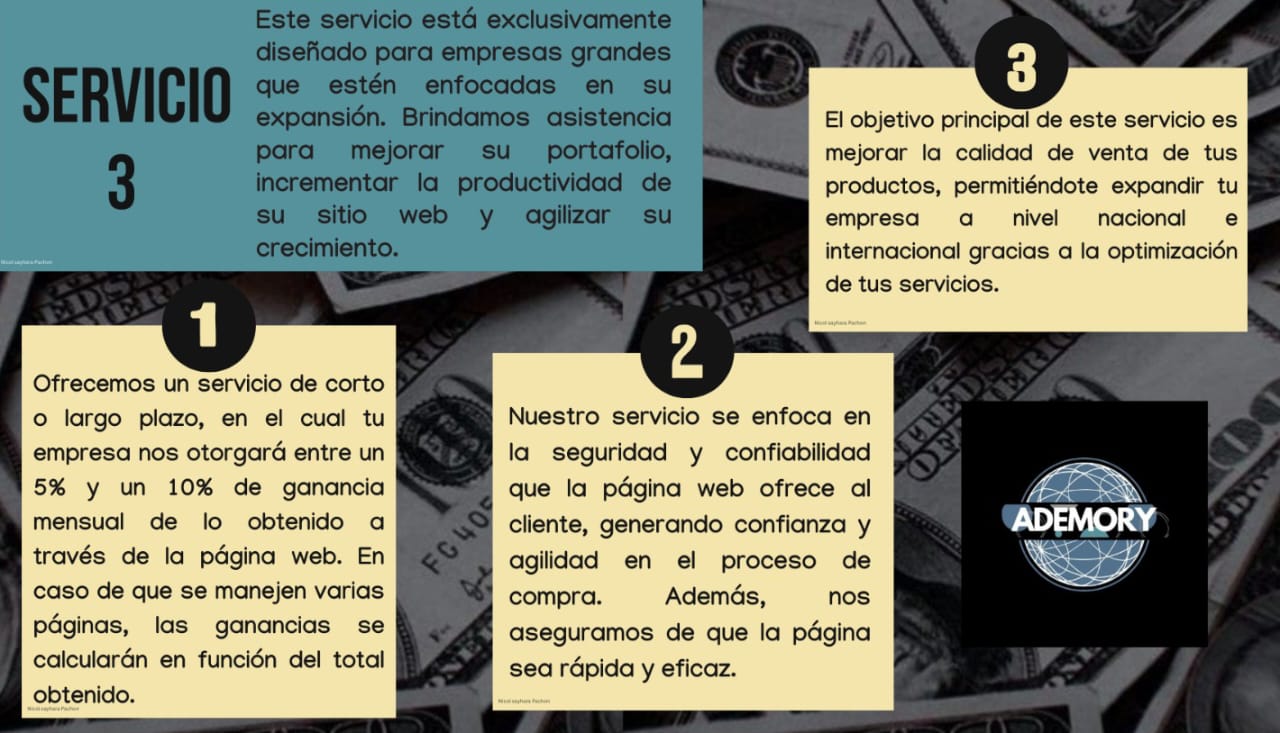 SERVICIO
3
Este servicio está exclusivamente
diseñado para empresas grandes
que estén enfocadas en su
expansión. Brindamos asistencia
para mejorar su portafolio,
incrementar la productividad de
su sitio web y agilizar su
crecimiento.
Nicol sayhara Pachon
1
Ofrecemos un servicio de corto
o largo plazo, en el cual tu
empresa nos otorgará entre un
5% y un 10% de ganancia
mensual de lo obtenido a
través de la página web. En
caso de que se manejen varias
páginas, las ganancias se
calcularán en función del total
obtenido.
Nicol sayhara Pachon
2
Nuestro servicio se enfoca en
la seguridad y confiabilidad
que la página web ofrece al
cliente, generando confianza y
agilidad en el proceso de
compra. Además, nos
aseguramos de que la página
sea rápida y eficaz.
Nicol sayhara Pachon
3
El objetivo principal de este servicio es
mejorar la calidad de venta de tus
productos, permitiéndote expandir tu
empresa a nivel nacional e
internacional gracias a la optimización
de tus servicios.
Nicol sayhara Pachon
ADEMORY
100
FG405